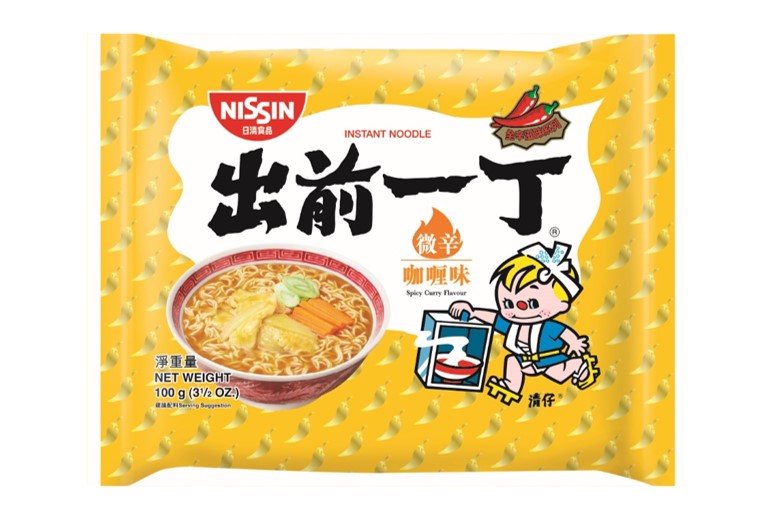 NISSIN
日清食品
INSTANT NOODLE
出前一丁
®
微辛
咖喱味
Spicy Curry Flavour
淨重量
NET WEIGHT
100 g (3½ OZ.)
建議配料Serving Suggestion
清仔®